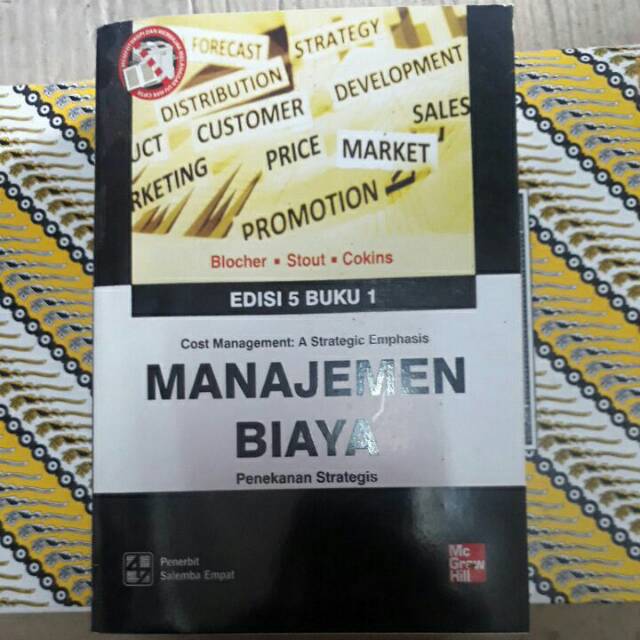 FORECAST
STRATEGY
DISTRIBUTION
DEVELOPMENT
UCT
CUSTOMER
SALES
RKETING
PRICE
MARKET
PROMOTION
Blocher ▪ Stout ▪ Cokins
EDISI 5 BUKU 1
Cost Management: A Strategic Emphasis
MANAJEMEN
BIAYA
Penekanan Strategis
Penerbit
Salemba Empat
Mc
Graw
Hill